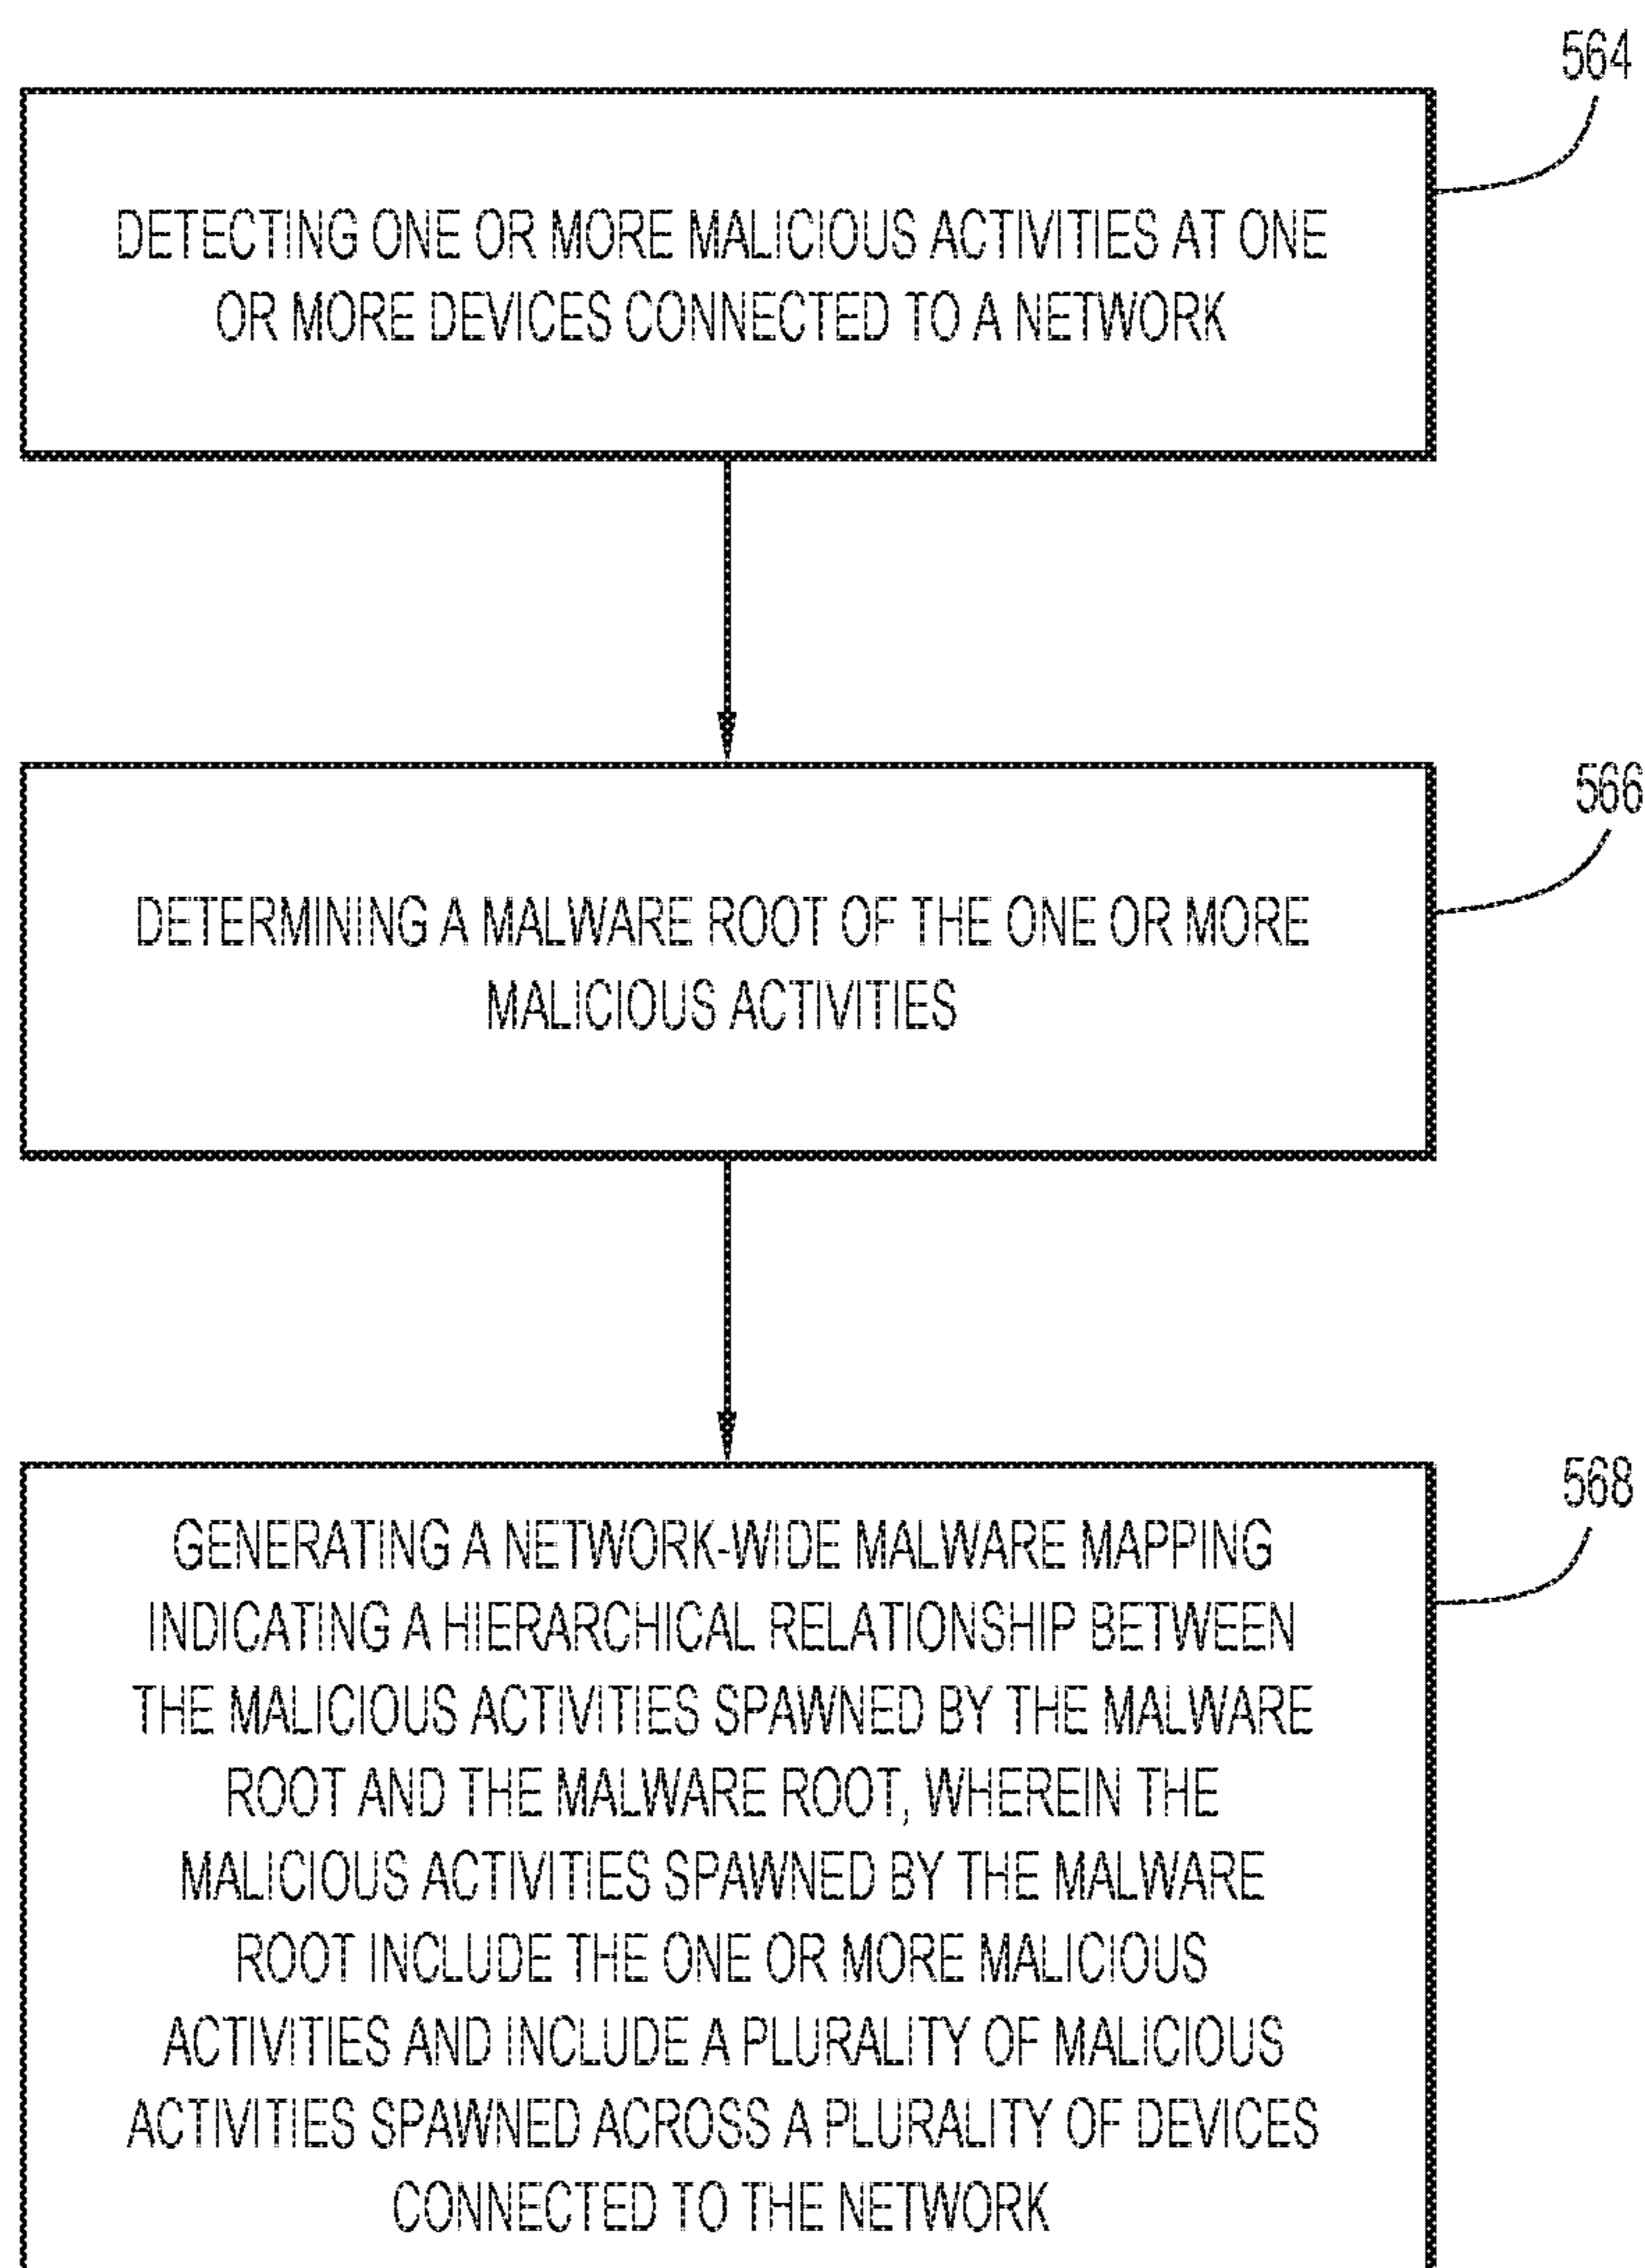 564
DETECTING ONE OR MORE MALICIOUS ACTIVITIES AT ONE
OR MORE DEVICES CONNECTED TO A NETWORK
566
DETERMINING A MALWARE ROOT OF THE ONE OR MORE
MALICIOUS ACTIVITIES
568
GENERATING A NETWORK-WIDE MALWARE MAPPING
INDICATING A HIERARCHICAL RELATIONSHIP BETWEEN
THE MALICIOUS ACTIVITIES SPAWNED BY THE MALWARE
ROOT AND THE MALWARE ROOT, WHEREIN THE
MALICIOUS ACTIVITIES SPAWNED BY THE MALWARE
ROOT INCLUDE THE ONE OR MORE MALICIOUS
ACTIVITIES AND INCLUDE A PLURALITY OF MALICIOUS
ACTIVITIES SPAWNED ACROSS A PLURALITY OF DEVICES
CONNECTED TO THE NETWORK